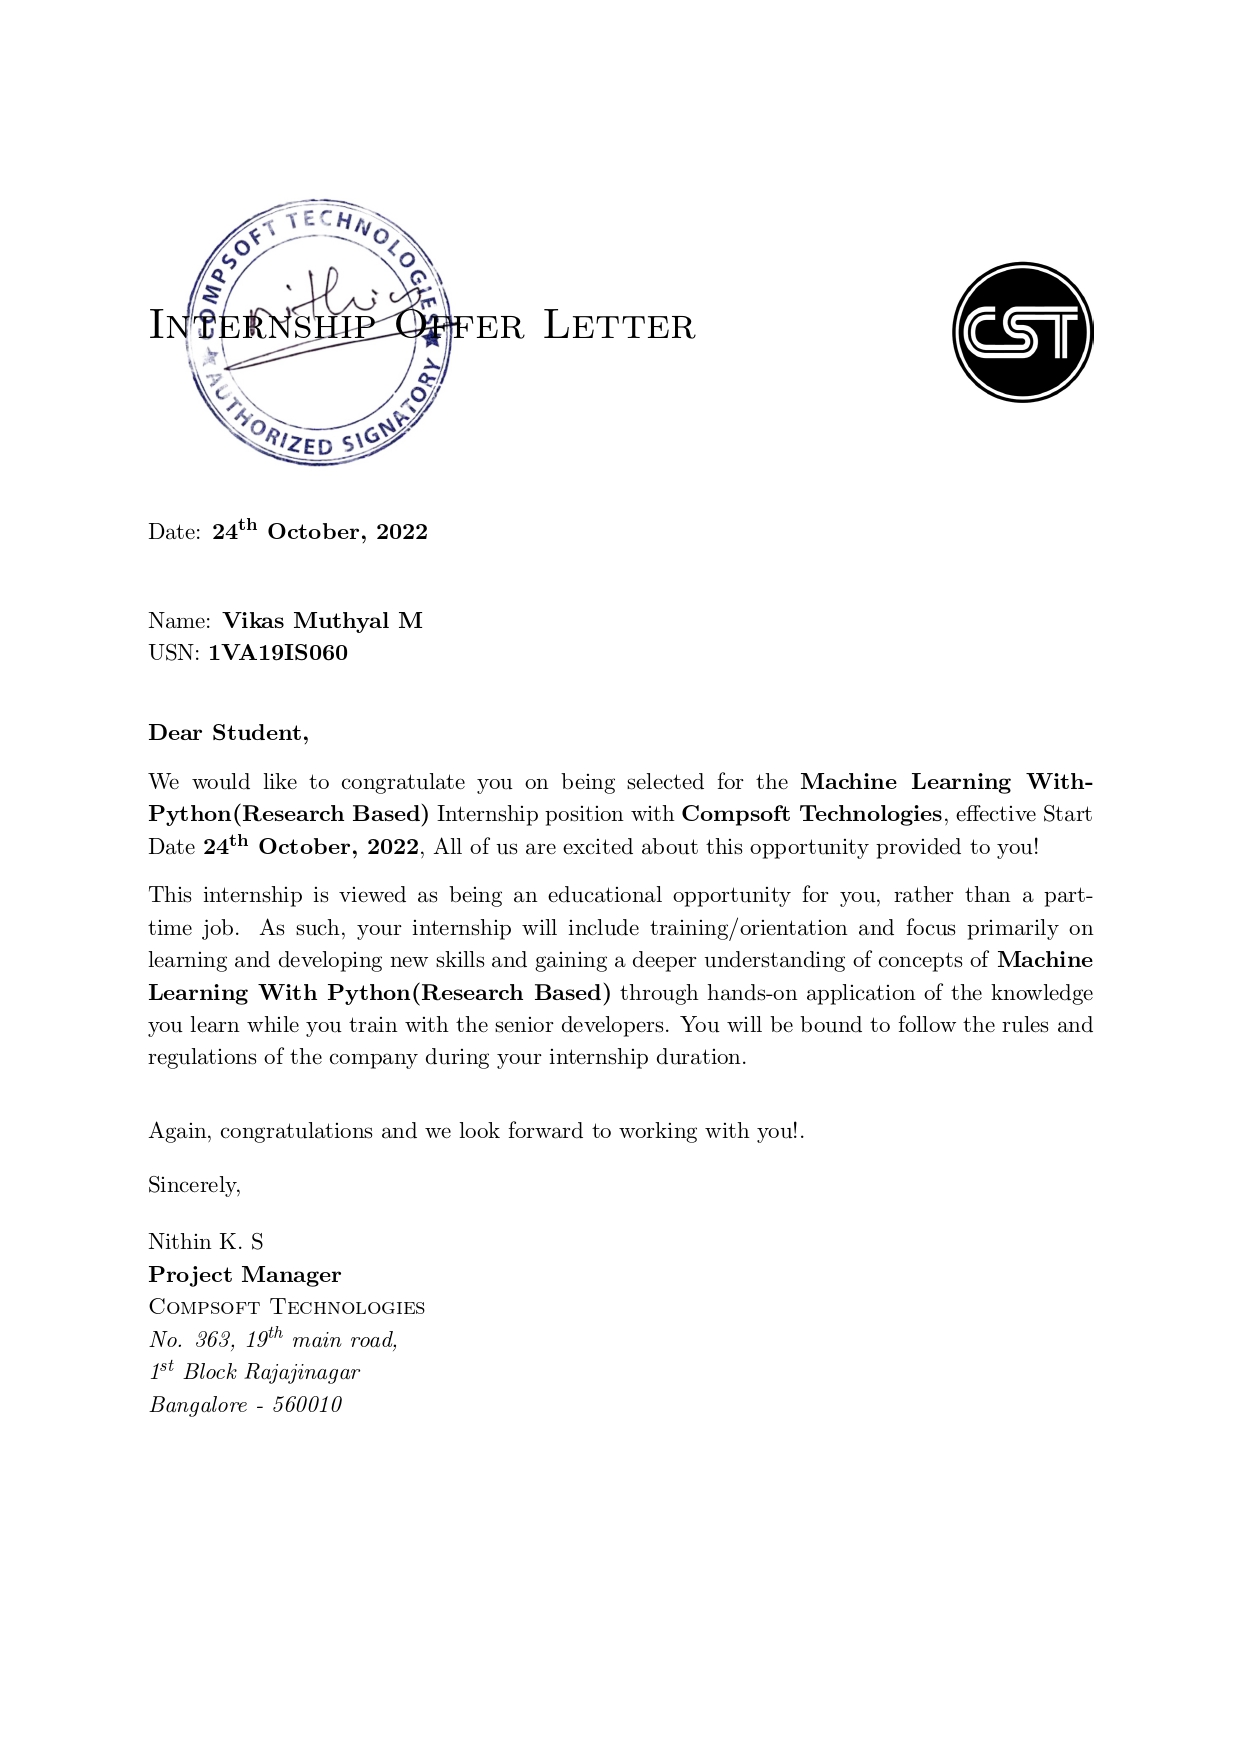 COMPSOFT TECHNOLOGIES
nithin
★ AUTHORIZED SIGNATORY ★
INTERNSHIP OFFER LETTER
CST
Date: 24th October, 2022
Name: Vikas Muthyal M
USN: 1VA19IS060
Dear Student,
We would like to congratulate you on being selected for the Machine Learning With-
Python(Research Based) Internship position with Compsoft Technologies, effective Start
Date 24th October, 2022, All of us are excited about this opportunity provided to you!
This internship is viewed as being an educational opportunity for you, rather than a part-
time job. As such, your internship will include training/orientation and focus primarily on
learning and developing new skills and gaining a deeper understanding of concepts of Machine
Learning With Python(Research Based) through hands-on application of the knowledge
you learn while you train with the senior developers. You will be bound to follow the rules and
regulations of the company during your internship duration.
Again, congratulations and we look forward to working with you!.
Sincerely,
Nithin K. S
Project Manager
COMPSOFT TECHNOLOGIES
No. 363, 19th main road,
1st Block Rajajinagar
Bangalore - 560010